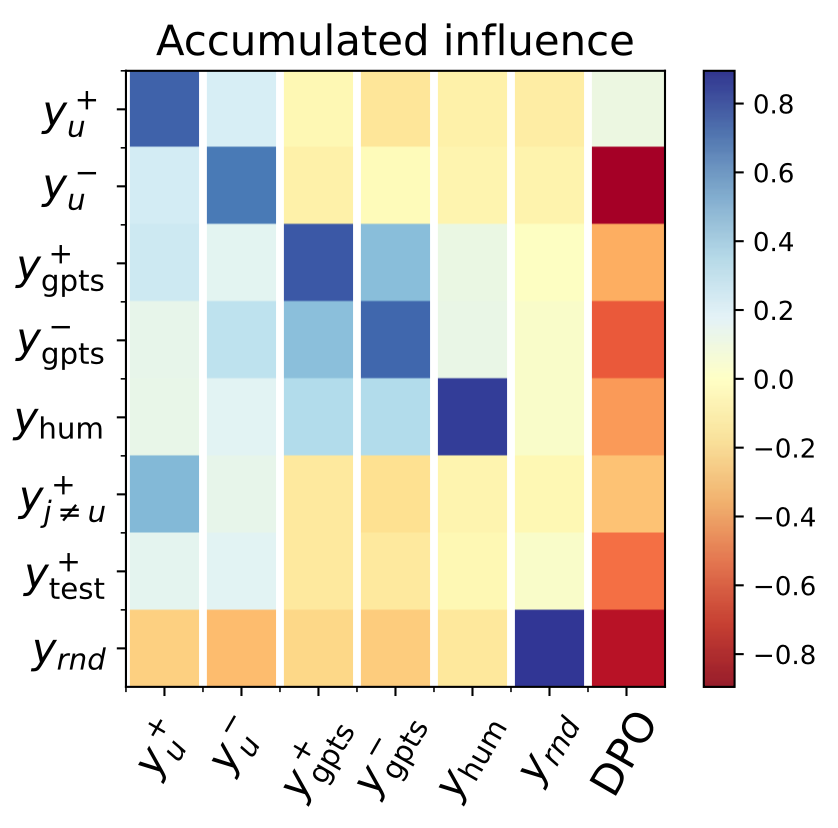 Accumulated influence
y_u^+
y_u^-
y_gpts^+
y_gpts^-
y_hum
y_{j≠u}^+
y_test^+
y_rnd
y_u^+
y_u^-
y_gpts^+
y_gpts^-
y_hum
y_rnd
DPO
0.8
0.6
0.4
0.2
0.0
−0.2
−0.4
−0.6
−0.8